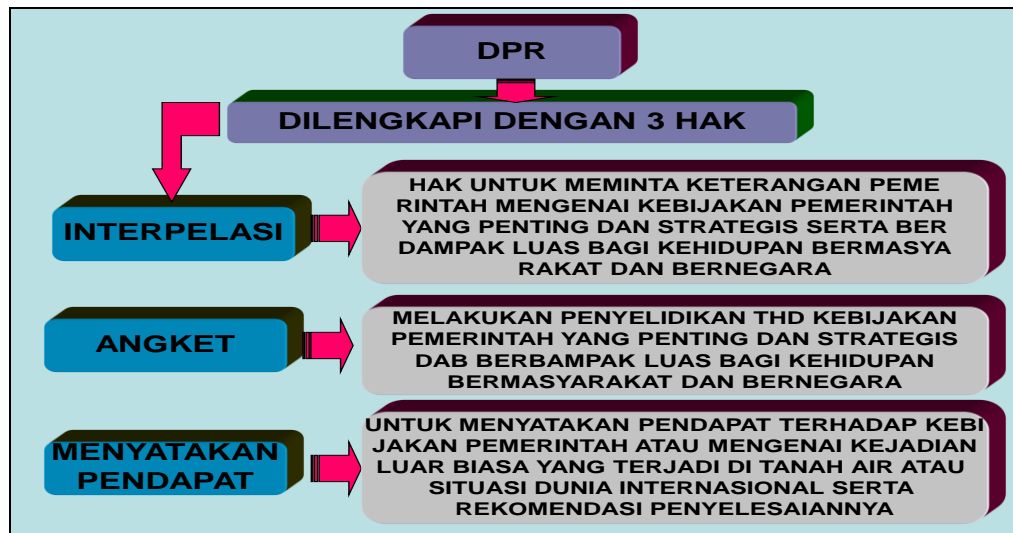 DPR
DILENGKAPI DENGAN 3 HAK
INTERPELASI
HAK UNTUK MEMINTA KETERANGAN PEME
RINTAH MENGENAI KEBIJAKAN PEMERINTAH
YANG PENTING DAN STRATEGIS SERTA BER
DAMPAK LUAS BAGI KEHIDUPAN BERMASYA
RAKAT DAN BERNEGARA
ANGKET
MELAKUKAN PENYELIDIKAN THD KEBIJAKAN
PEMERINTAH YANG PENTING DAN STRATEGIS
DAB BERBAMPAK LUAS BAGI KEHIDUPAN
BERMASYARAKAT DAN BERNEGARA
MENYATAKAN
PENDAPAT
UNTUK MENYATAKAN PENDAPAT TERHADAP KEBI
JAKAN PEMERINTAH ATAU MENGENAI KEJADIAN
LUAR BIASA YANG TERJADI DI TANAH AIR ATAU
SITUASI DUNIA INTERNASIONAL SERTA
REKOMENDASI PENYELESAIANNYA